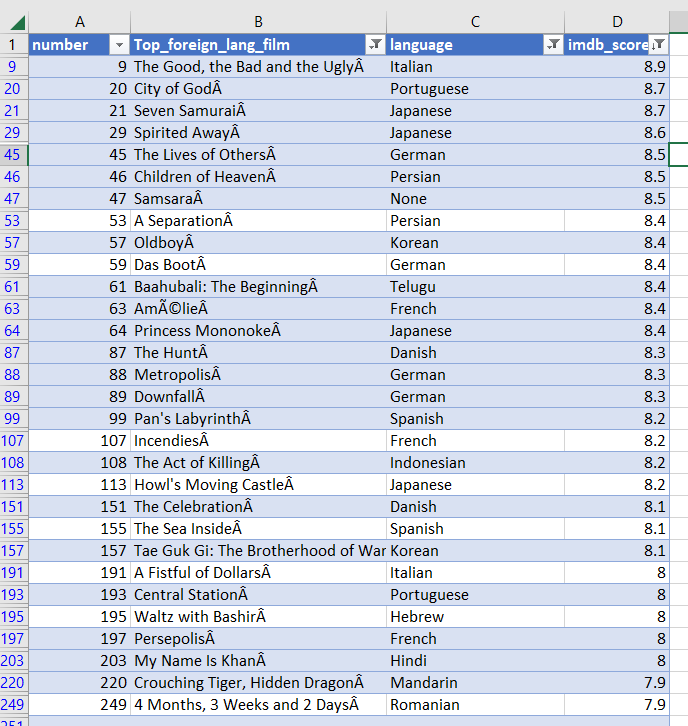 A B C D
1 number Top_foreign_lang_film language imdb_score
9 9 The Good, the Bad and the UglyÂ Italian 8.9
20 20 City of GodÂ Portuguese 8.7
21 21 Seven SamuraiÂ Japanese 8.7
29 29 Spirited AwayÂ Japanese 8.6
45 45 The Lives of OthersÂ German 8.5
46 46 Children of HeavenÂ Persian 8.5
47 47 SamsaraÂ None 8.5
53 53 A SeparationÂ Persian 8.4
57 57 OldboyÂ Korean 8.4
59 59 Das BootÂ German 8.4
61 61 Baahubali: The BeginningÂ Telugu 8.4
63 63 AmÃ©lieÂ French 8.4
64 64 Princess MononokeÂ Japanese 8.4
87 87 The HuntÂ Danish 8.3
88 88 MetropolisÂ German 8.3
89 89 DownfallÂ German 8.3
99 99 Pan's LabyrinthÂ Spanish 8.2
107 107 IncendiesÂ French 8.2
108 108 The Act of KillingÂ Indonesian 8.2
113 113 Howl's Moving CastleÂ Japanese 8.2
151 151 The CelebrationÂ Danish 8.1
155 155 The Sea InsideÂ Spanish 8.1
157 157 Tae Guk Gi: The Brotherhood of War Korean 8.1
191 191 A Fistful of DollarsÂ Italian 8
193 193 Central StationÂ Portuguese 8
195 195 Waltz with BashirÂ Hebrew 8
197 197 PersepolisÂ French 8
203 203 My Name Is KhanÂ Hindi 8
220 220 Crouching Tiger, Hidden DragonÂ Mandarin 7.9
249 249 4 Months, 3 Weeks and 2 DaysÂ Romanian 7.9